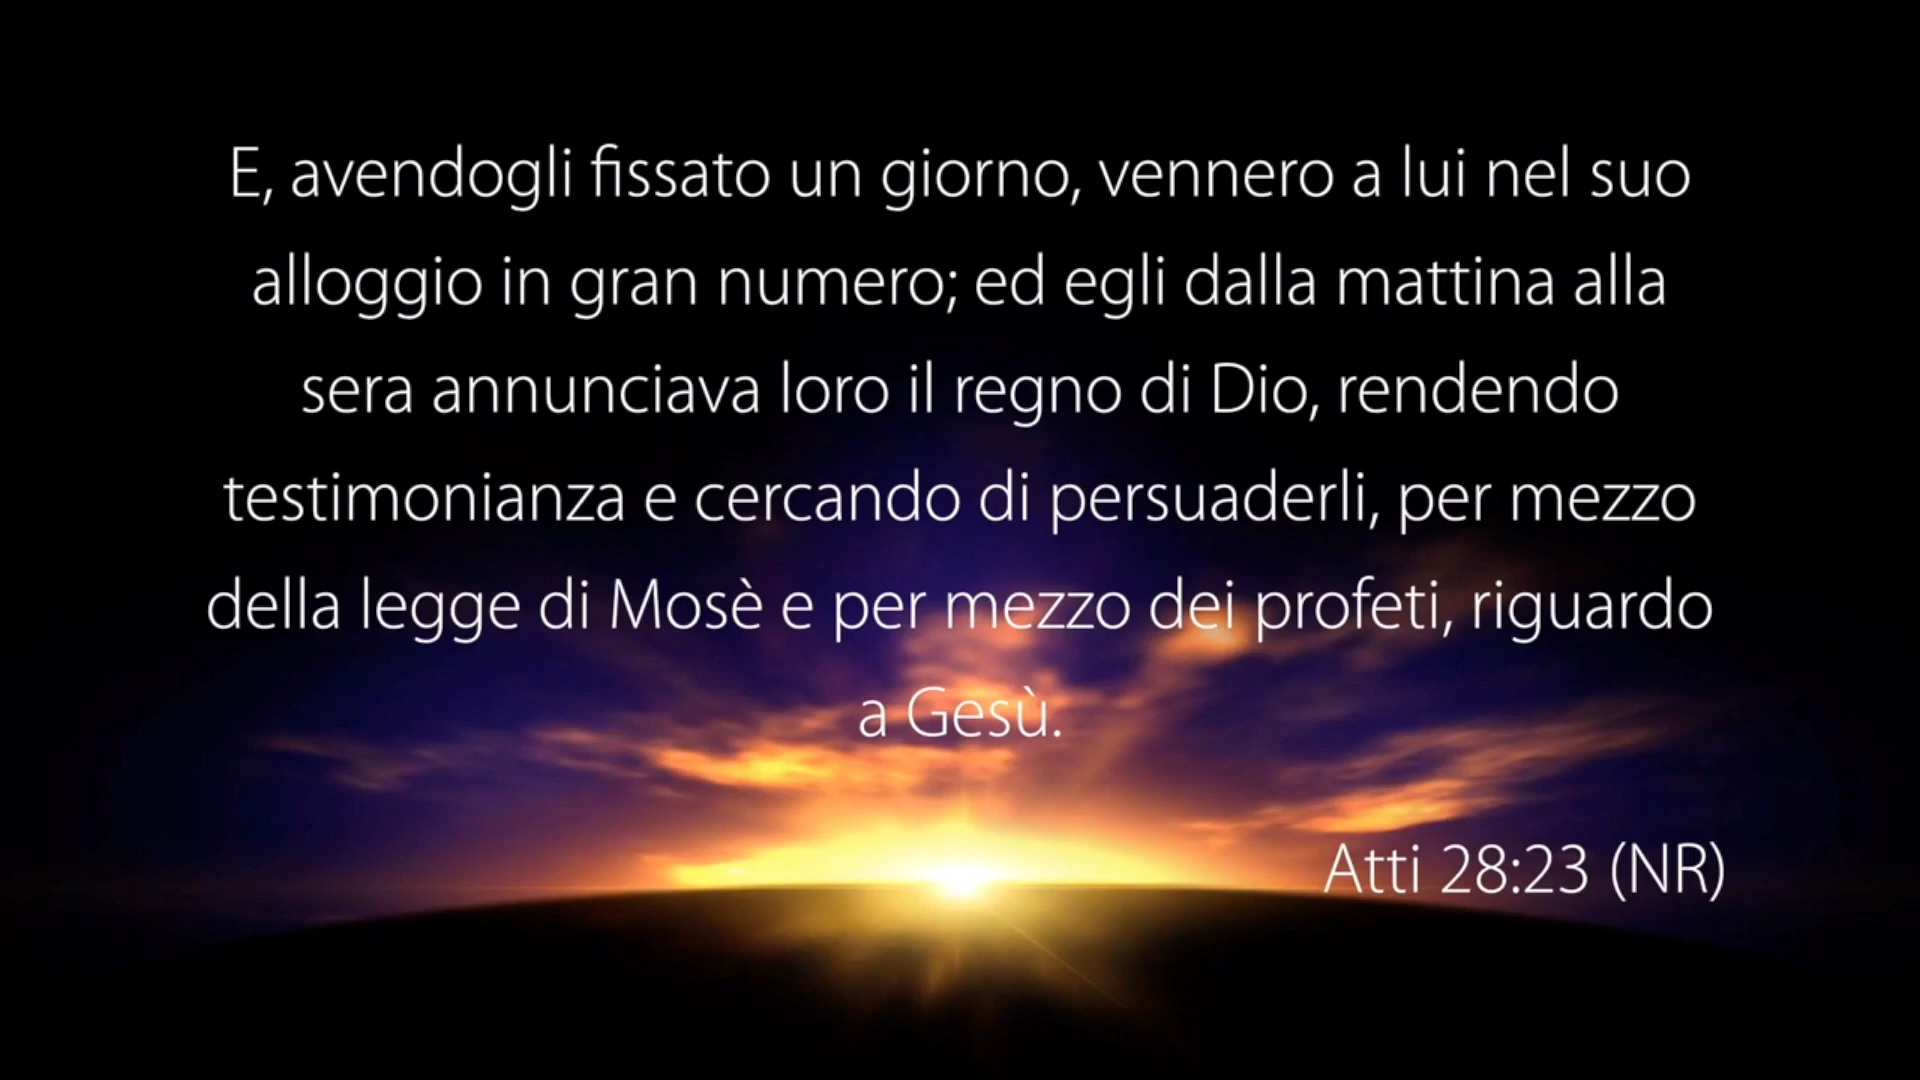 E, avendogli fissato un giorno, vennero a lui nel suo
alloggio in gran numero; ed egli dalla mattina alla
sera annunciava loro il regno di Dio, rendendo
testimonianza e cercando di persuaderli, per mezzo
della legge di Mosè e per mezzo dei profeti, riguardo
a Gesù.
Atti 28:23 (NR)